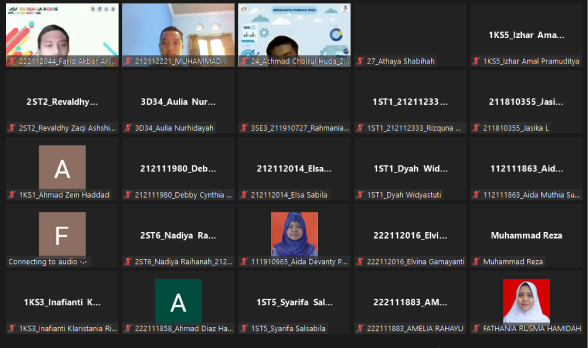 222112044_Farid Akbar Ari...
212112221_MUHAMMAD...
RESEARCH FORUM 2022
24_Achmad Choirul Huda_2...
27_Athaya Shabihah
1KS5_Izhar Ama...
1KS5_Izhar Amal Pramuditya
2ST2_Revaldhy...
2ST2_Revaldhy Zaqi Ashshi...
3D34_Aulia Nur...
3D34_Aulia Nurhidayah
3SE3_211910727_Rahmania...
1ST1_21211233...
1ST1_212112333_Rizquna...
211810355_Jasi...
211810355_Jasika L
A
1KS1_Ahmad Zein Haddad
212111980_Deb...
212111980_Debby Cynthia...
212112014_Elsa...
212112014_Elsa Sabila
1ST1_Dyah Wid...
1ST1_Dyah Widyastuti
112111863_Aid...
112111863_Aida Muthia Su...
F
Connecting to audio
2ST6_Nadiya Ra...
2ST6_Nadiya Raihanah_212...
111910965_Aida Devanty P...
222112016_Elvi...
222112016_Elvina Gamayanti
Muhammad Reza
Muhammad Reza
1KS3_Inafianti K...
1KS3_Inafianti Klaristania Ri...
A
222111858_Ahmad Diaz Ha...
1ST5_Syarifa Sal...
1ST5_Syarifa Salsabila
222111883_AM...
222111883_AMELIA RAHAYU
FATHANIA RUSMA HAMIDAH